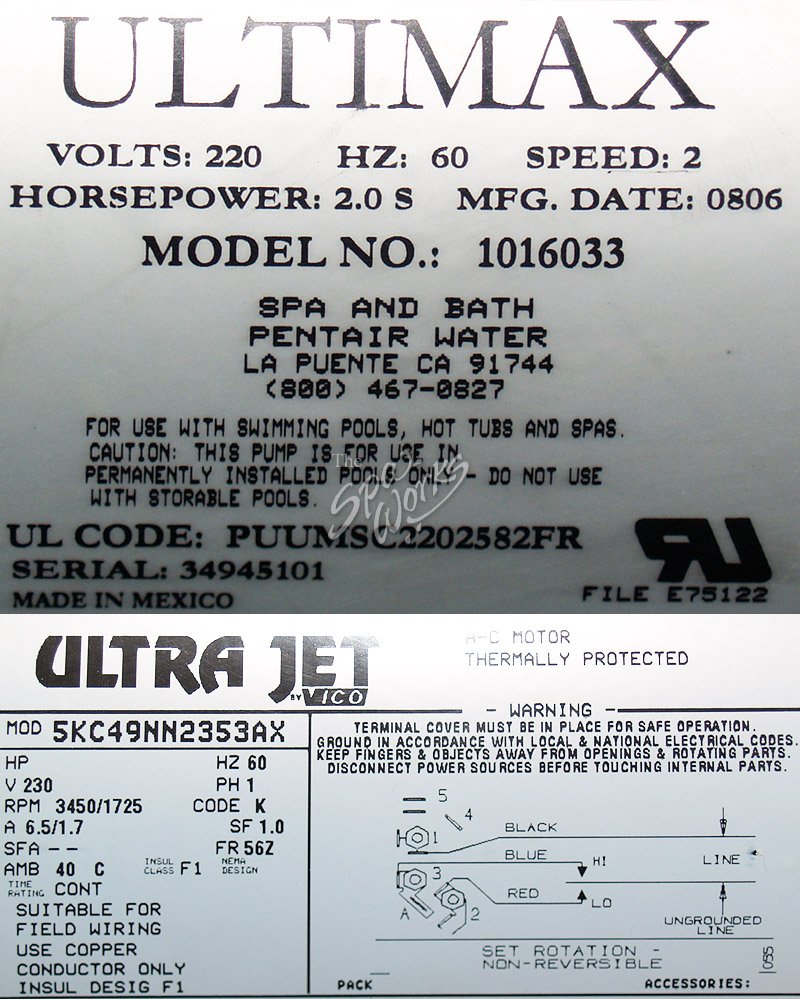 ULTIMAX
VOLTS: 220 HZ: 60 SPEED: 2
HORSEPOWER: 2.0 S MFG. DATE: 0806
MODEL NO.: 1016033
SPA AND BATH
PENTAIR WATER
LA PUENTE CA 91744
(800) 467-0827
FOR USE WITH SWIMMING POOLS, HOT TUBS AND SPAS.
CAUTION: THIS PUMP IS FOR USE IN
PERMANENTLY INSTALLED POOLS ONLY - DO NOT USE
WITH STORABLE POOLS.
The
Spa
Works
UL CODE: PUUMSC2202582FR
SERIAL: 34945101
MADE IN MEXICO
FILE E75122
ULTRA JET
BY VICO
A-C MOTOR
THERMALLY PROTECTED
MOD 5KC49NN2353AX
HP HZ 60
V 230 PH 1
RPM 3450/1725 CODE K
A 6.5/1.7 SF 1.0
SFA -- FR 56Z
AMB 40 C INSUL CLASS F1 NEMA DESIGN
TIME RATING CONT
SUITABLE FOR
FIELD WIRING
USE COPPER
CONDUCTOR ONLY
INSUL DESIG F1
- WARNING -
TERMINAL COVER MUST BE IN PLACE FOR SAFE OPERATION.
GROUND IN ACCORDANCE WITH LOCAL & NATIONAL ELECTRICAL CODES.
KEEP FINGERS & OBJECTS AWAY FROM OPENINGS & ROTATING PARTS.
DISCONNECT POWER SOURCES BEFORE TOUCHING INTERNAL PARTS.
5
4
1
BLACK
BLUE HI LINE
3
RED LO
A 2
UNGROUNDED
LINE
SET ROTATION -
NON-REVERSIBLE
055
PACK ACCESSORIES: